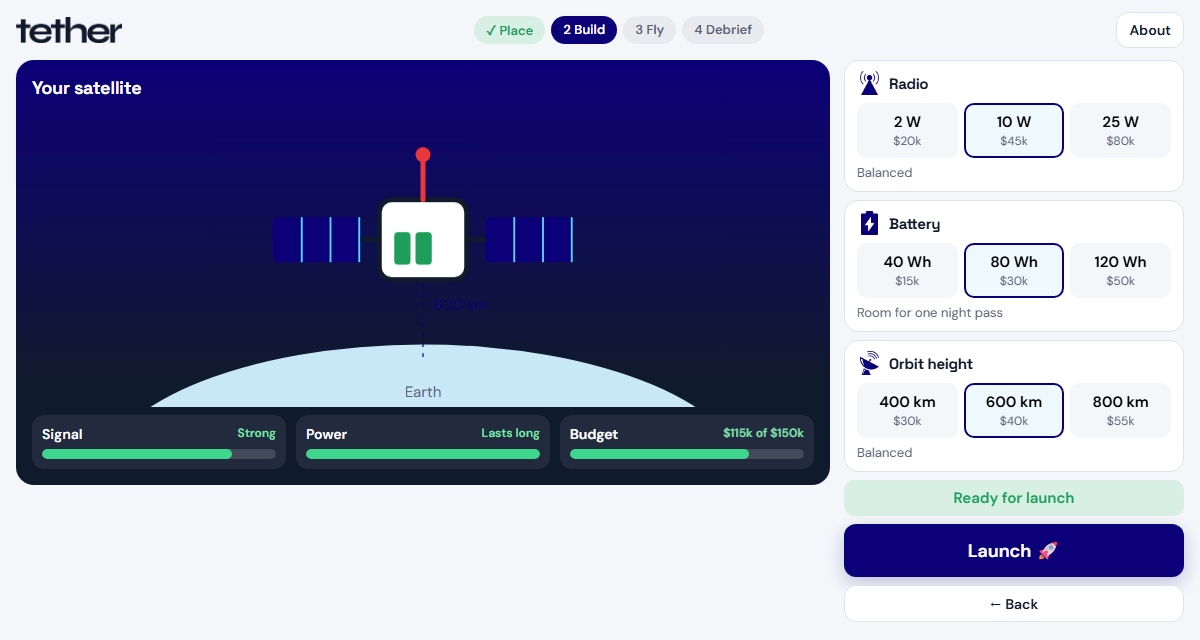 tether
✓ Place
2 Build
3 Fly
4 Debrief
About
Your satellite
600 km
Earth
Signal
Strong
Power
Lasts long
Budget
$115k of $150k
Radio
2 W
10 W
25 W
$20k
$45k
$80k
Balanced
Battery
40 Wh
80 Wh
120 Wh
$15k
$30k
$50k
Room for one night pass
Orbit height
400 km
600 km
800 km
$30k
$40k
$55k
Balanced
Ready for launch
Launch 🚀
← Back